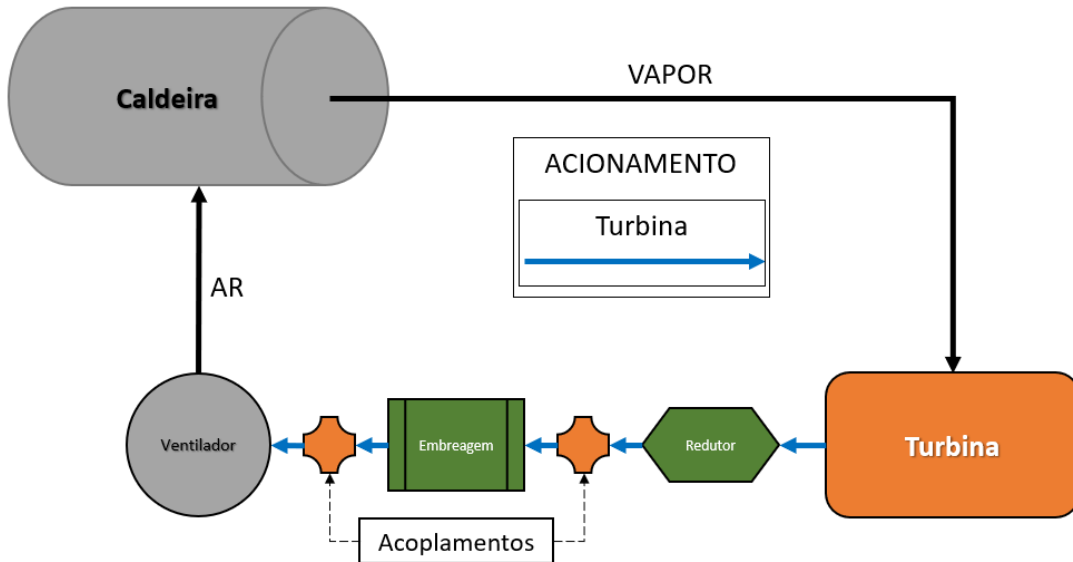 Caldeira
VAPOR
ACIONAMENTO
Turbina
AR
Ventilador
Embreagem
Redutor
Turbina
Acoplamentos